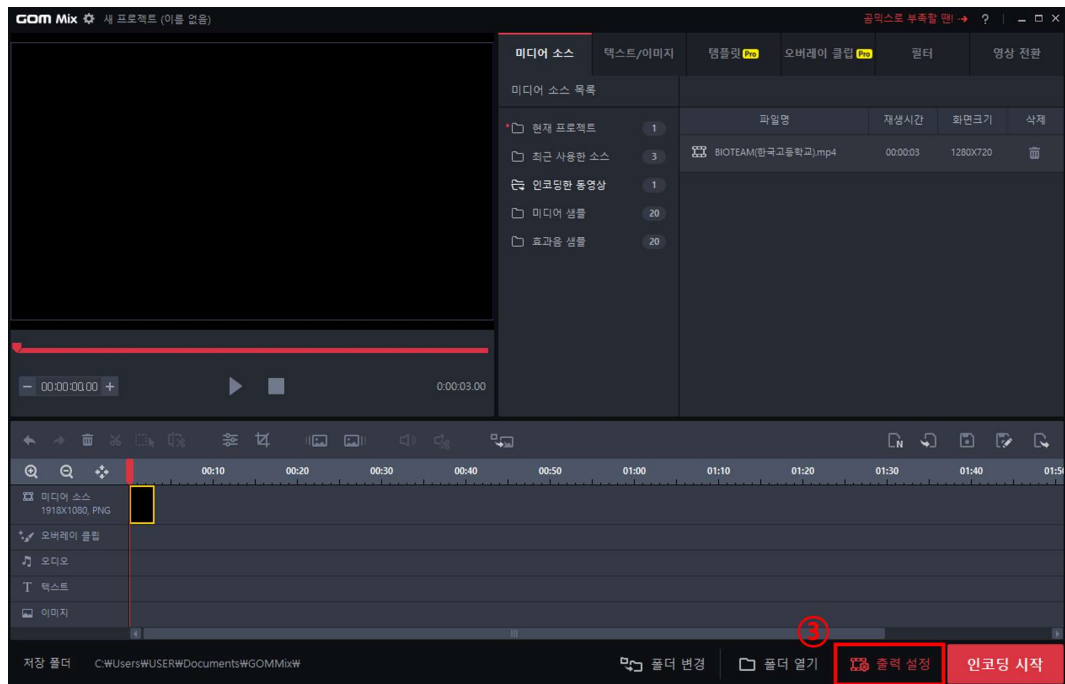 GOM Mix 새 프로젝트 (이름 없음)
곰믹스로 부족할 땐! → ?
미디어 소스 텍스트/이미지 템플릿 Pro 오버레이 클립 Pro 필터 영상 전환
미디어 소스 목록
현재 프로젝트 1
최근 사용한 소스 3
인코딩한 동영상 1
미디어 샘플 20
효과음 샘플 20
파일명 재생시간 화면크기 삭제
BIOTEAM(한국고등학교).mp4 00:00:03 1280X720
00:00:00.00 0:00:03.00
N
00:10 00:20 00:30 00:40 00:50 01:00 01:10 01:20 01:30 01:40 01:5
미디어 소스
1918X1080, PNG
오버레이 클립
오디오
T 텍스트
이미지
③
저장 폴더 C:₩Users₩USER₩Documents₩GOMMix₩ 폴더 변경 폴더 열기 출력 설정 인코딩 시작